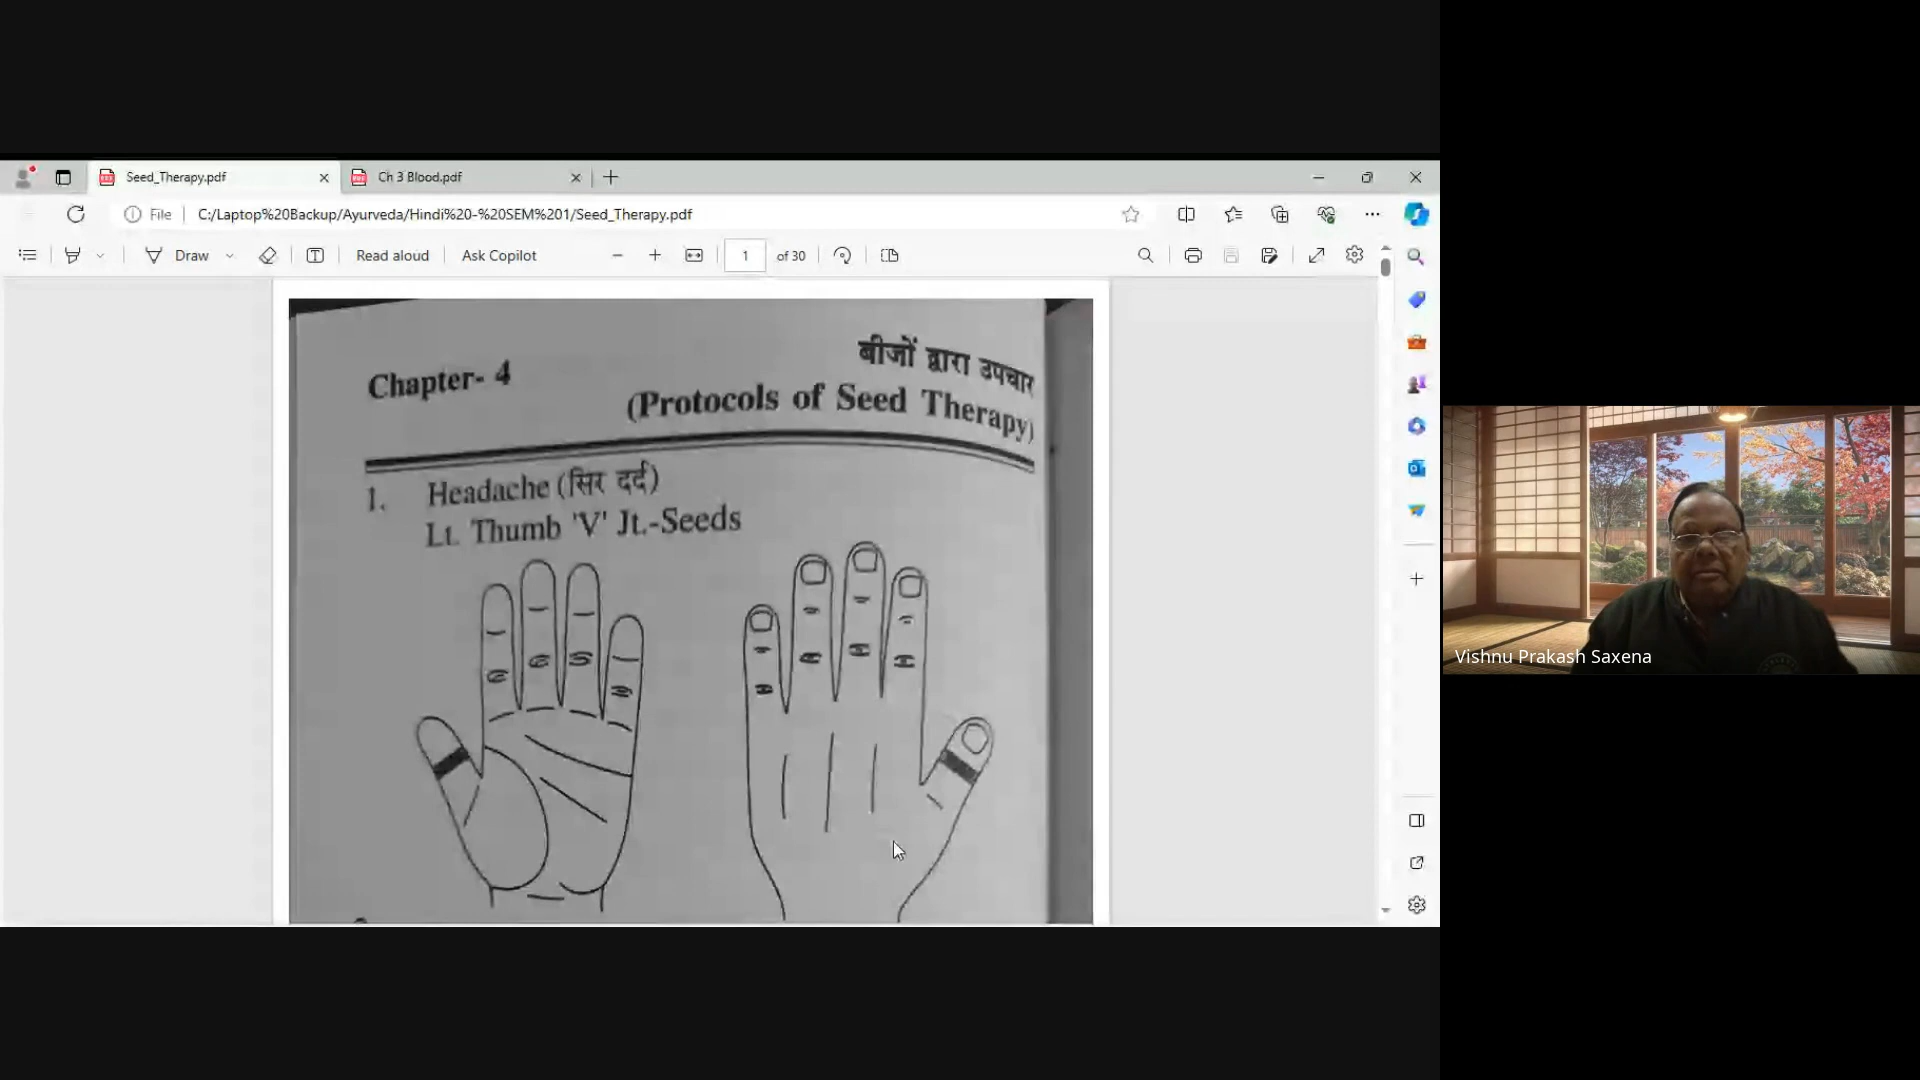 Seed_Therapy.pdf
Ch 3 Blood.pdf
File
C:/Laptop%20Backup/Ayurveda/Hindi%20-%20SEM%201/Seed_Therapy.pdf
Draw
Read aloud
Ask Copilot
1 of 30
Chapter- 4
बीजों द्वारा उपचार
(Protocols of Seed Therapy)
1. Headache (सिर दर्द)
Lt. Thumb 'V' Jt.-Seeds
Vishnu Prakash Saxena